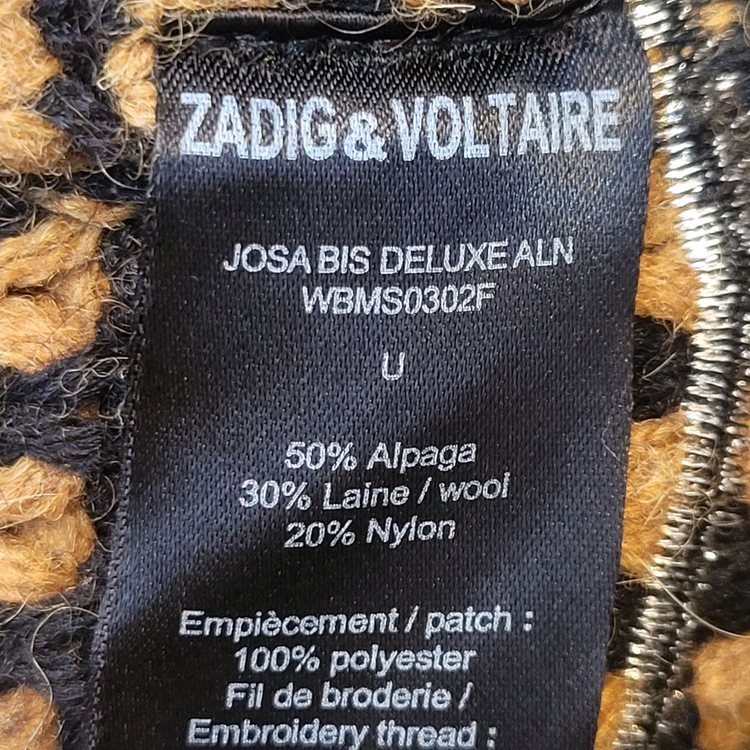 ZADIG&VOLTAIRE
JOSA BIS DELUXE ALN
WBMS0302F
U
50% Alpaga
30% Laine / wool
20% Nylon
Empiècement / patch :
100% polyester
Fil de broderie /
Embroidery thread :